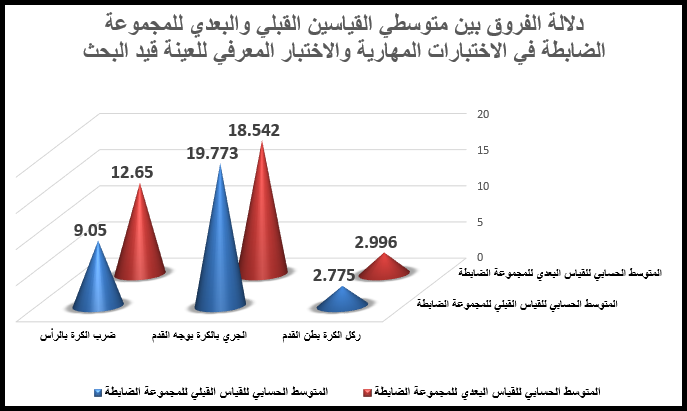 دلالة الفروق بين متوسطي القياسين القبلي والبعدي للمجموعة
الضابطة في الاختبارات المهارية والاختبار المعرفي للعينة قيد البحث
20
15
10
5
0
18.542
19.773
12.65
9.05
2.996
2.775
المتوسط الحسابي للقياس البعدي للمجموعة الضابطة
المتوسط الحسابي للقياس القبلي للمجموعة الضابطة
ركل الكرة بطن القدم
الجري بالكرة بوجه القدم
ضرب الكرة بالرأس
المتوسط الحسابي للقياس البعدي للمجموعة الضابطة
المتوسط الحسابي للقياس القبلي للمجموعة الضابطة